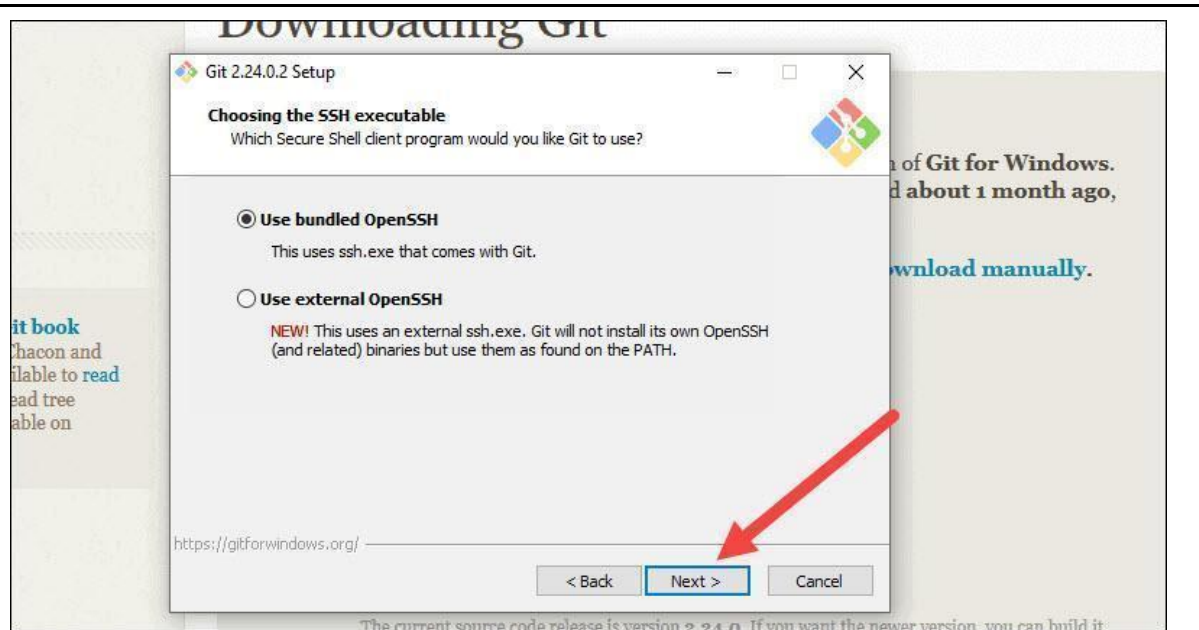 Downloading Git
Git 2.24.0.2 Setup
Choosing the SSH executable
Which Secure Shell client program would you like Git to use?
of Git for Windows.
about 1 month ago,
Use bundled OpenSSH
This uses ssh.exe that comes with Git.
download manually.
Use external OpenSSH
NEW! This uses an external ssh.exe. Git will not install its own OpenSSH
(and related) binaries but use them as found on the PATH.
it book
Chacon and
ilable to read
ead tree
able on
https://gitforwindows.org/
< Back Next > Cancel
The current source code release is version 2.24.0. If you want the newer version, you can build it